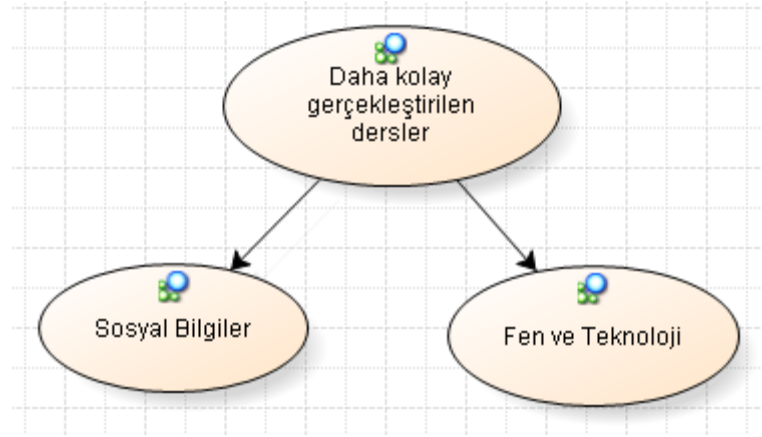 Daha kolay
gerçekleştirilen
dersler
Sosyal Bilgiler
Fen ve Teknoloji